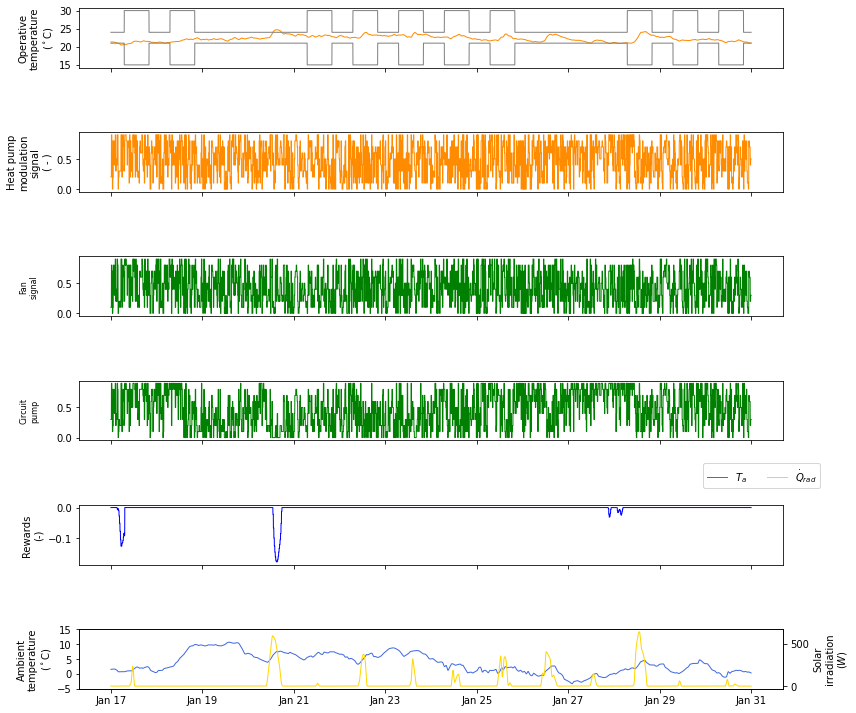 Operative
temperature
(°C)
30
25
20
15
Heat pump
modulation
signal
( - )
0.5
0.0
Fan
signal
0.5
0.0
Circuit
pump
0.5
0.0
T_a Q̇_rad
Rewards
(-)
0.0
−0.1
Ambient
temperature
(°C)
15
10
5
0
−5
Solar
irradiation
(W)
500
0
Jan 17 Jan 19 Jan 21 Jan 23 Jan 25 Jan 27 Jan 29 Jan 31